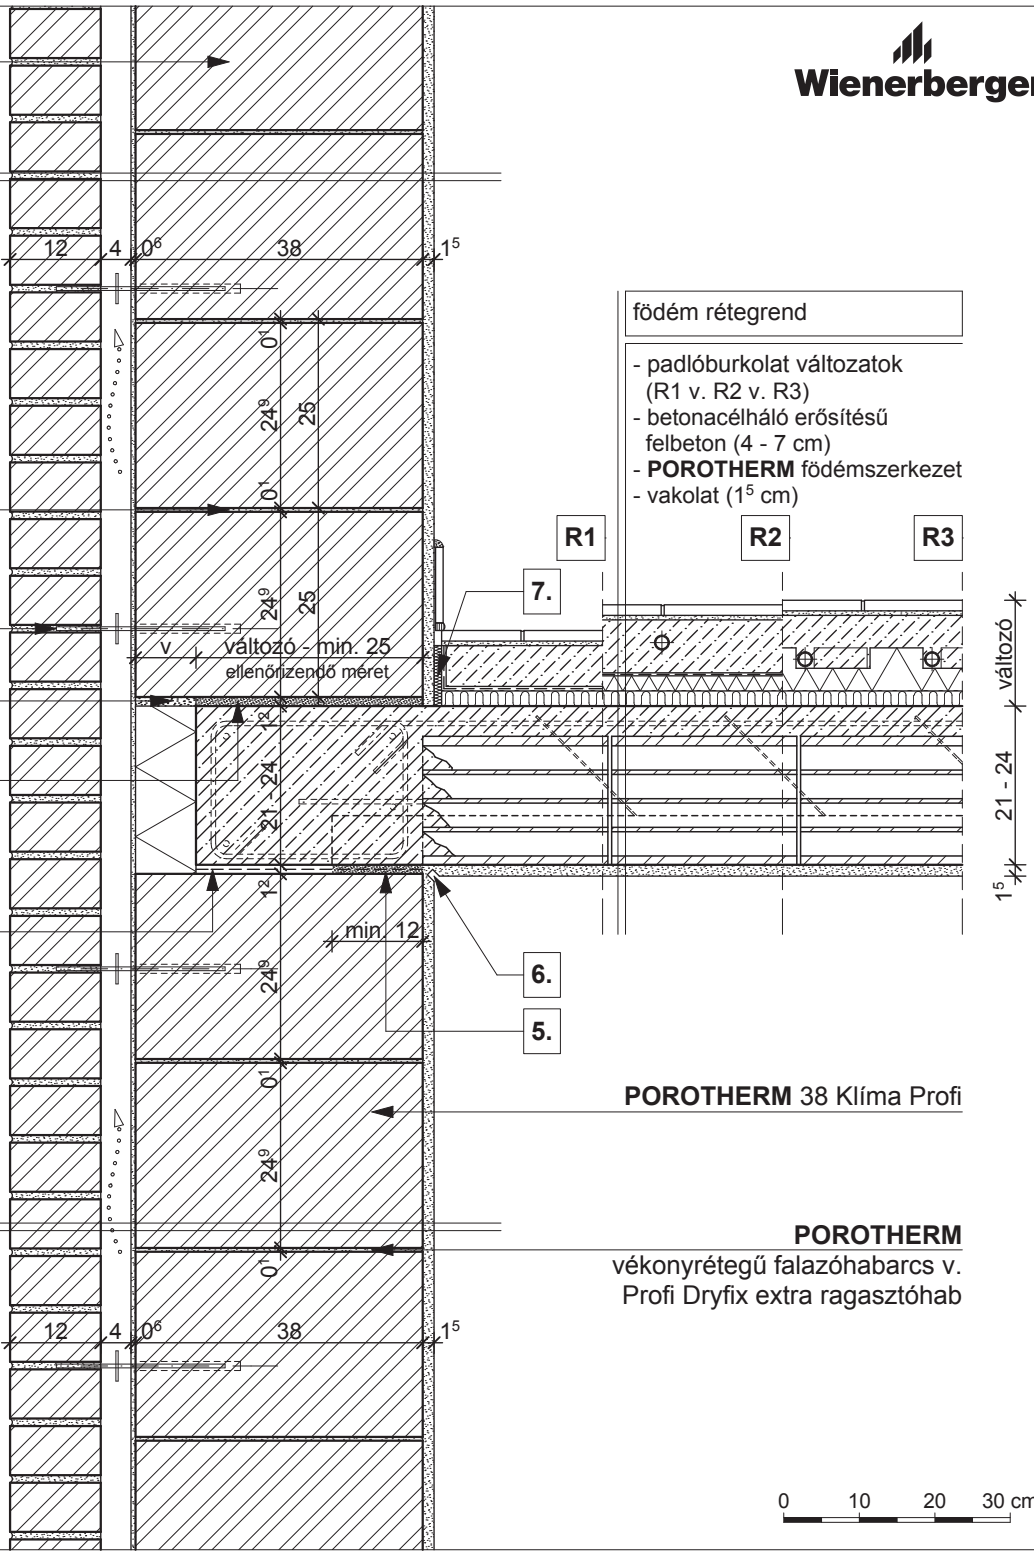 Wienerberger
12 4 0⁶ 38 1⁵
födém rétegrend
- padlóburkolat változatok
(R1 v. R2 v. R3)
- betonacélháló erősítésű
felbeton (4 - 7 cm)
- POROTHERM födémszerkezet
- vakolat (1⁵ cm)
0¹
24⁹
25
0¹
R1
R2
R3
7.
24⁹
25
v
változó - min. 25
ellenőrizendő méret
változó
1²
21 - 24
21 - 24
1²
1⁵
min. 12
24⁹
6.
5.
0¹
POROTHERM 38 Klíma Profi
24⁹
POROTHERM
0¹
vékonyrétegű falazóhabarcs v.
Profi Dryfix extra ragasztóhab
12 4 0⁶ 38 1⁵
0 10 20 30 cm